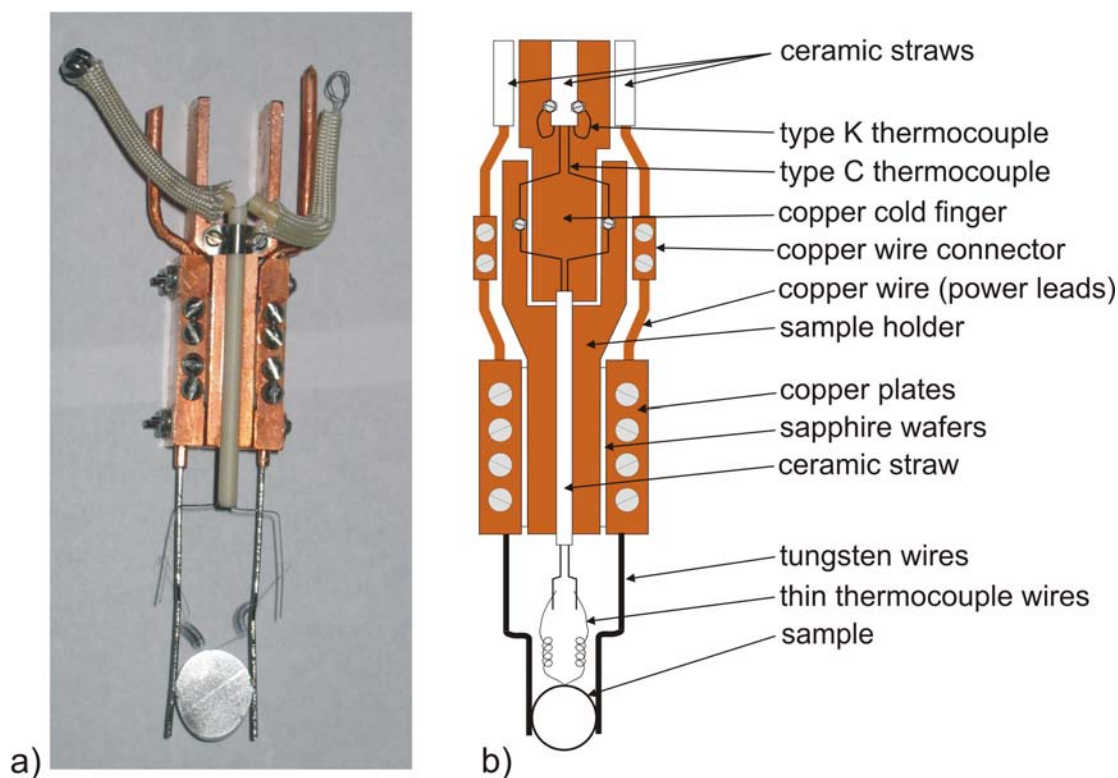 ceramic straws
type K thermocouple
type C thermocouple
copper cold finger
copper wire connector
copper wire (power leads)
sample holder
copper plates
sapphire wafers
ceramic straw
tungsten wires
thin thermocouple wires
sample
a)
b)